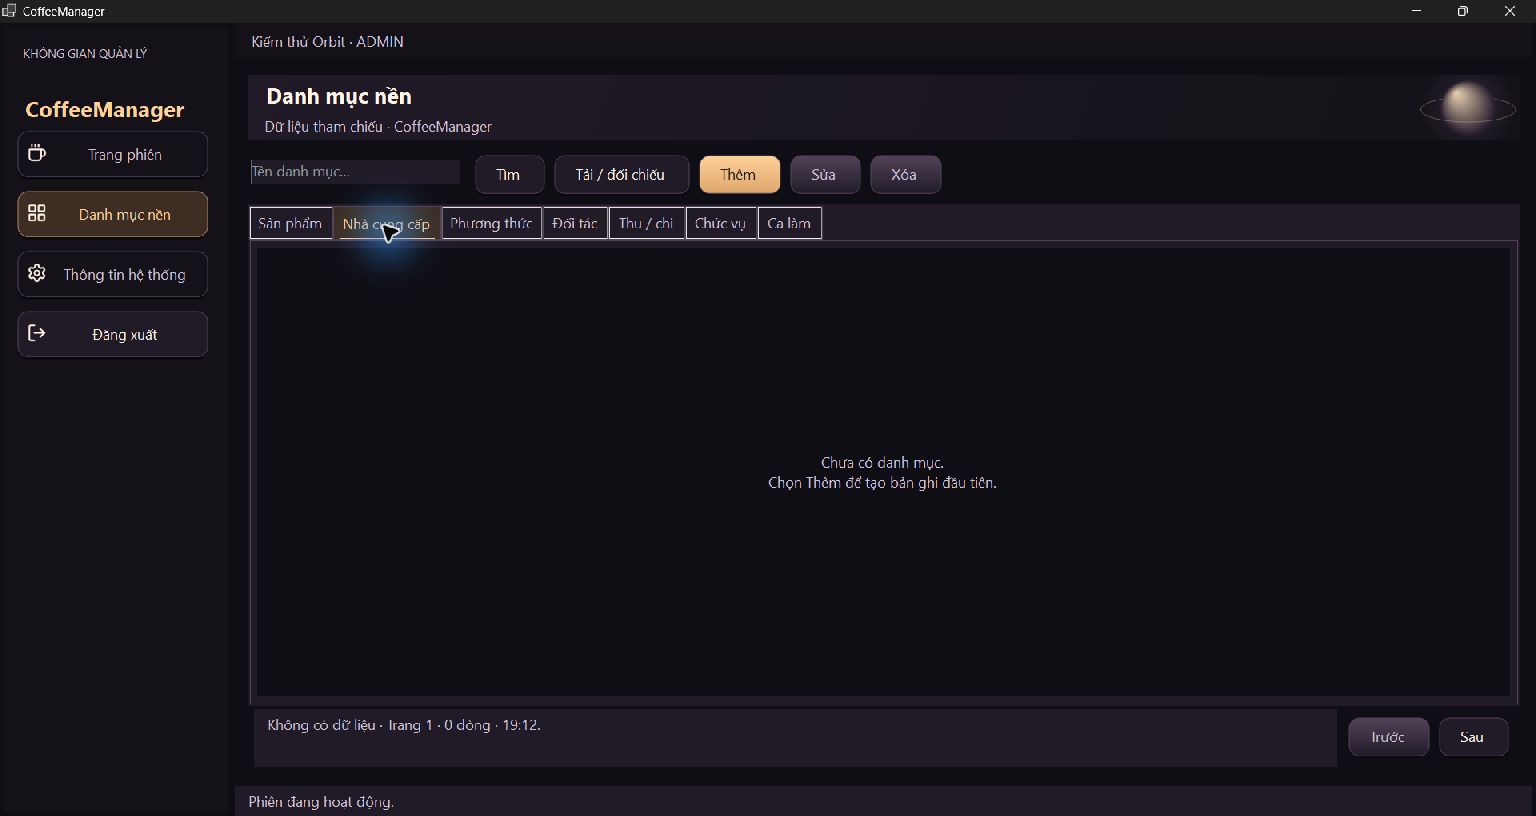 CoffeeManager
KHÔNG GIAN QUẢN LÝ
CoffeeManager
Trang phiên
Danh mục nền
Thông tin hệ thống
Đăng xuất
Kiểm thử Orbit · ADMIN
Danh mục nền
Dữ liệu tham chiếu · CoffeeManager
Tên danh mục...
Tìm
Tải / đối chiếu
Thêm
Sửa
Xóa
Sản phẩm
Nhà cung cấp
Phương thức
Đối tác
Thu / chi
Chức vụ
Ca làm
Chưa có danh mục.
Chọn Thêm để tạo bản ghi đầu tiên.
Không có dữ liệu · Trang 1 · 0 dòng · 19:12.
Trước
Sau
Phiên đang hoạt động.